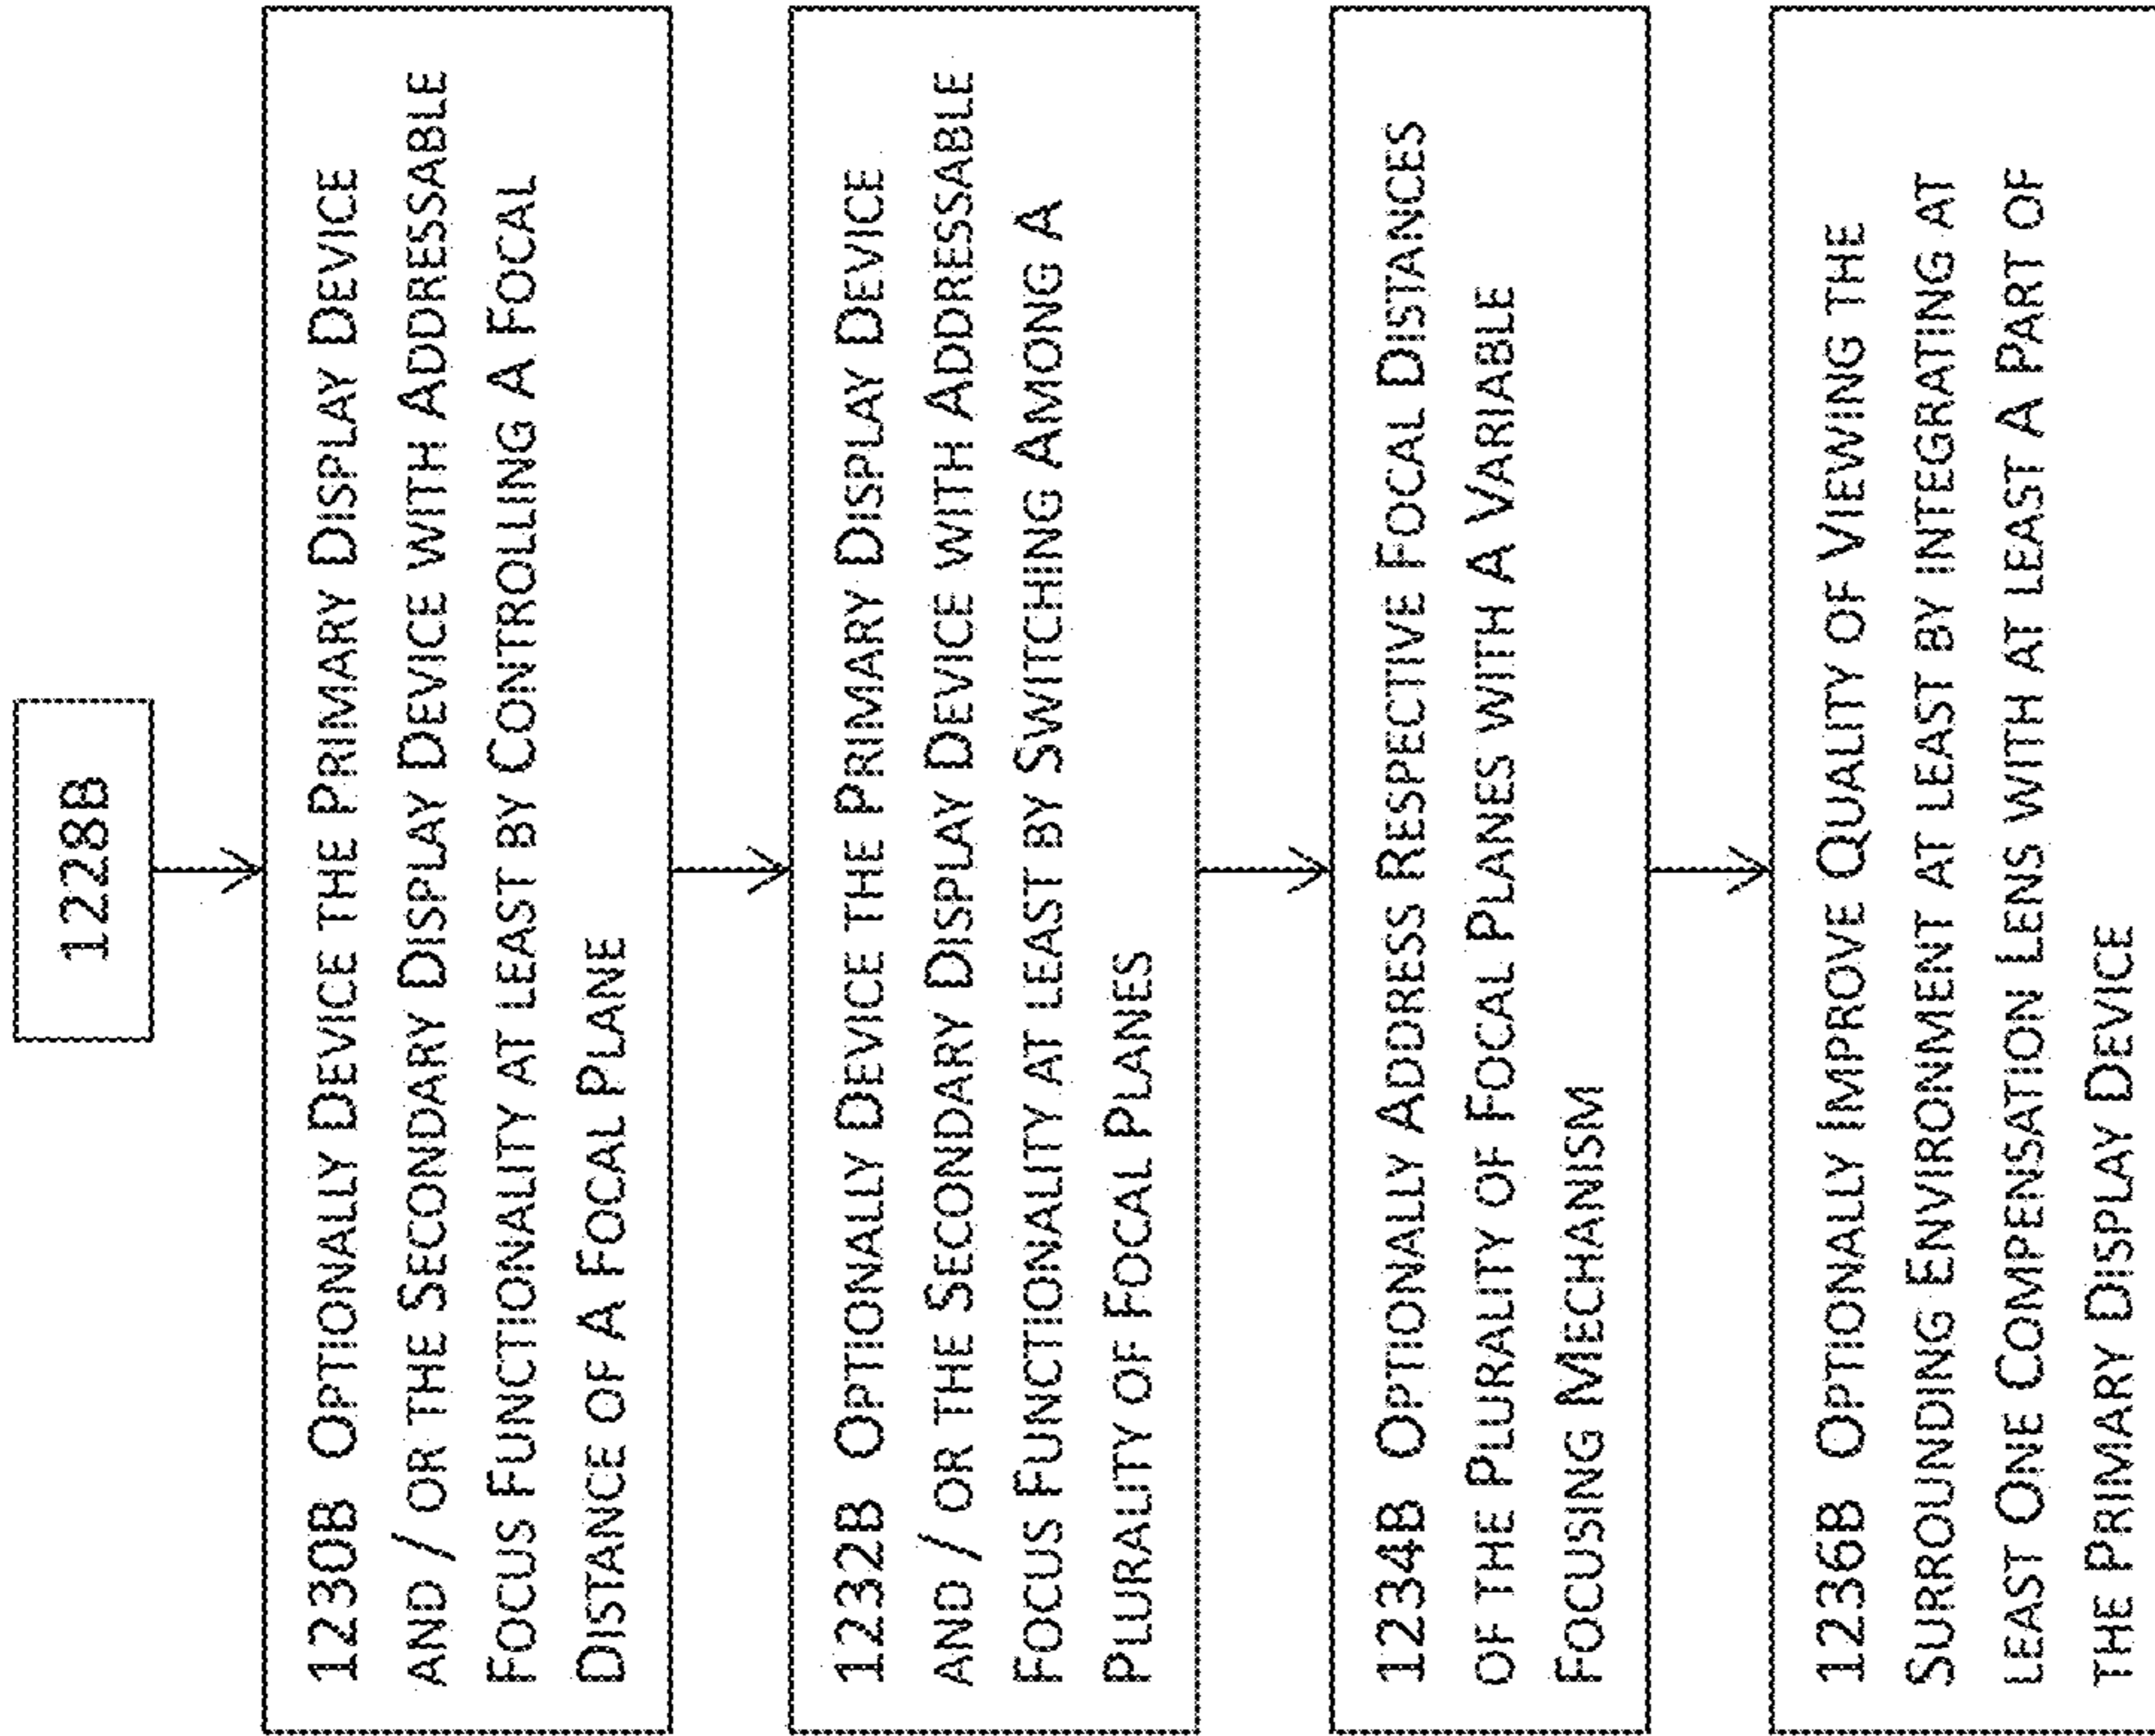 1228B
1230B Optionally Device the Primary Display Device
and / or the Secondary Display Device with Addressable
Focus Functionality at least by Controlling A Focal
Distance of A Focal Plane
1232B Optionally Device the Primary Display Device
and / or the Secondary Display Device with Addressable
Focus Functionality at least by Switching Among A
Plurality of Focal Planes
1234B Optionally Address Respective Focal Distances
of the Plurality of Focal Planes with A Variable
Focusing Mechanism
1236B Optionally Improve Quality of Viewing the
Surrounding Environment at least by integrating at
least One Compensation Lens with at least A Part of
the Primary Display Device